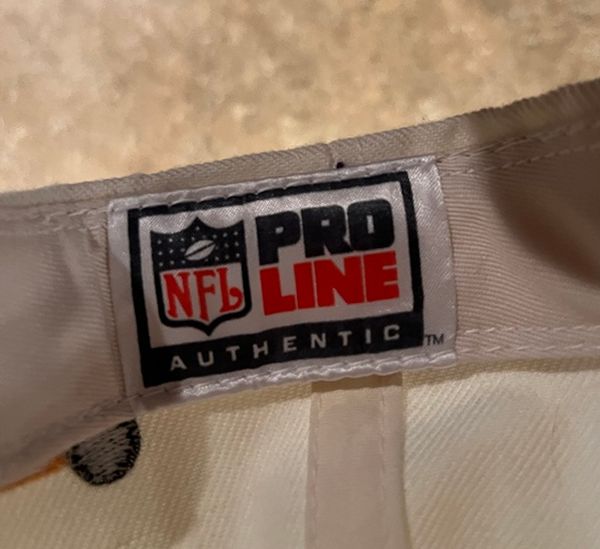 PRO
NFL LINE
AUTHENTIC TM